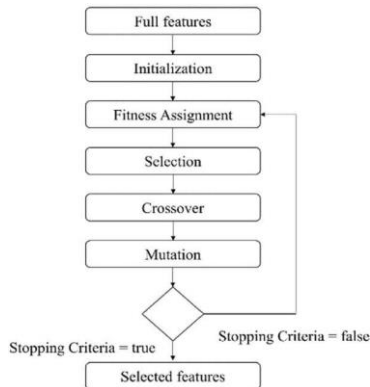 Full features
Initialization
Fitness Assignment
Selection
Crossover
Mutation
Stopping Criteria = false
Stopping Criteria = true
Selected features